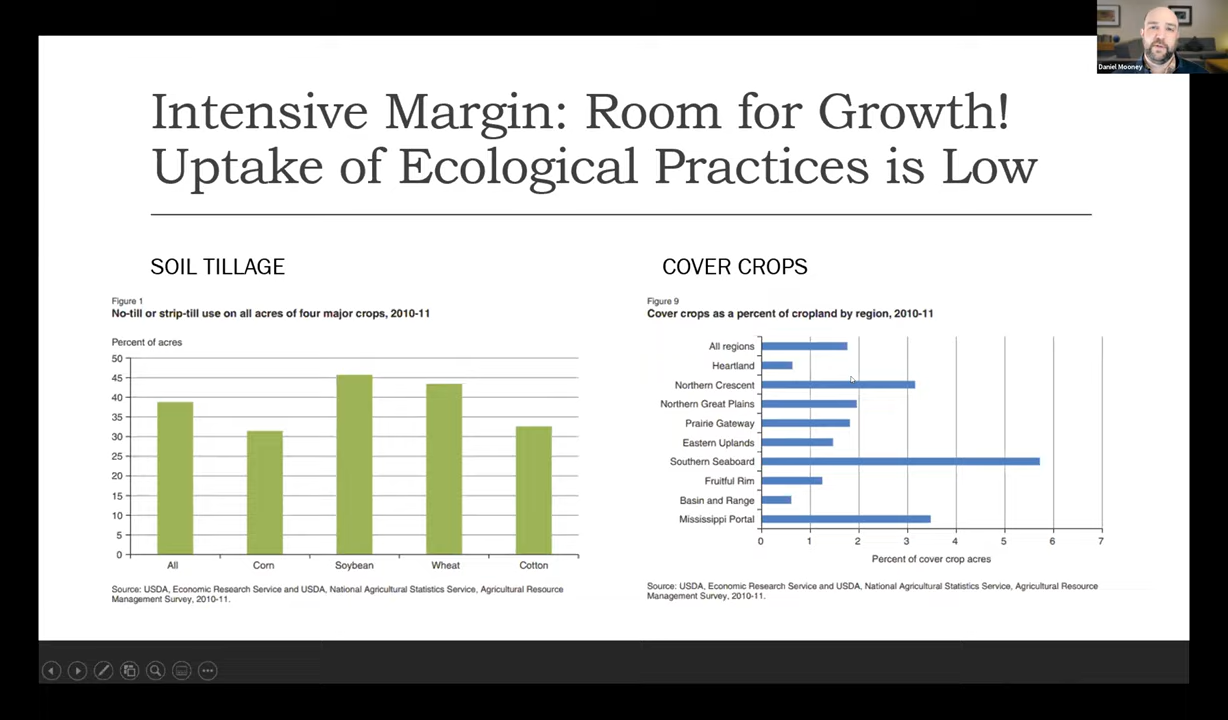 Daniel Mooney
Intensive Margin: Room for Growth!
Uptake of Ecological Practices is Low
SOIL TILLAGE
Figure 1
No-till or strip-till use on all acres of four major crops, 2010-11
Percent of acres
50
45
40
35
30
25
20
15
10
5
0
All Corn Soybean Wheat Cotton
Source: USDA, Economic Research Service and USDA, National Agricultural Statistics Service, Agricultural Resource
Management Survey, 2010-11.
COVER CROPS
Figure 9
Cover crops as a percent of cropland by region, 2010-11
All regions
Heartland
Northern Crescent
Northern Great Plains
Prairie Gateway
Eastern Uplands
Southern Seaboard
Fruitful Rim
Basin and Range
Mississippi Portal
0 1 2 3 4 5 6 7
Percent of cover crop acres
Source: USDA, Economic Research Service and USDA, National Agricultural Statistics Service, Agricultural Resource
Management Survey, 2010-11.